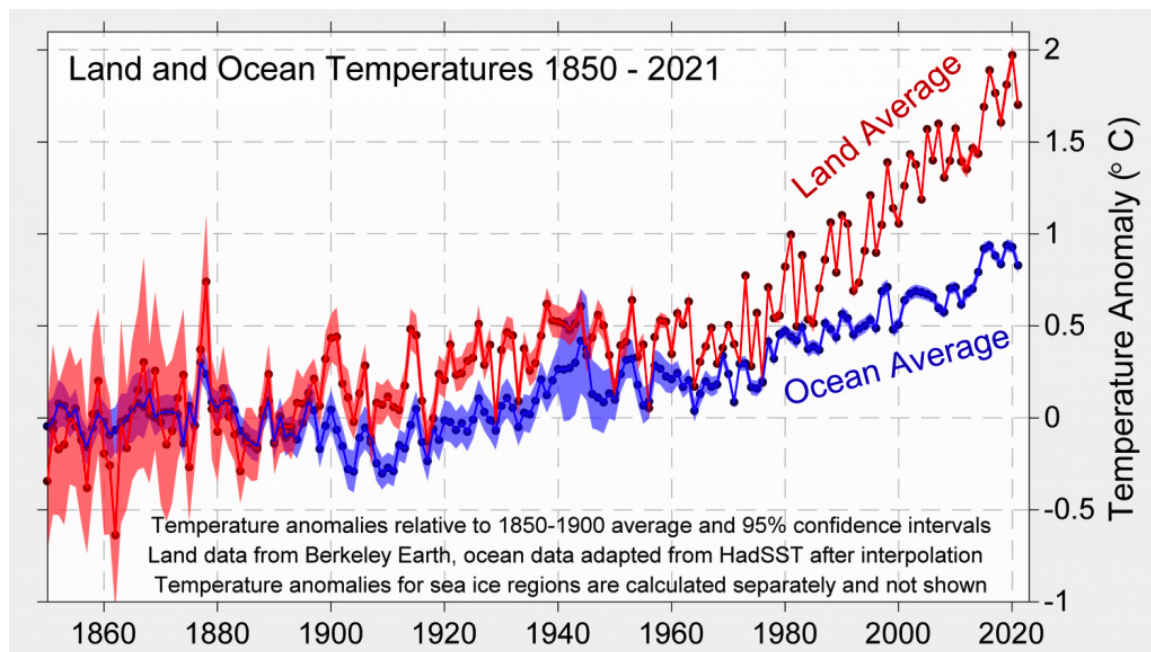 Land and Ocean Temperatures 1850 - 2021
2
1.5
1
0.5
0
-0.5
-1
Temperature Anomaly (° C)
Land Average
Ocean Average
Temperature anomalies relative to 1850-1900 average and 95% confidence intervals
Land data from Berkeley Earth, ocean data adapted from HadSST after interpolation
Temperature anomalies for sea ice regions are calculated separately and not shown
1860 1880 1900 1920 1940 1960 1980 2000 2020